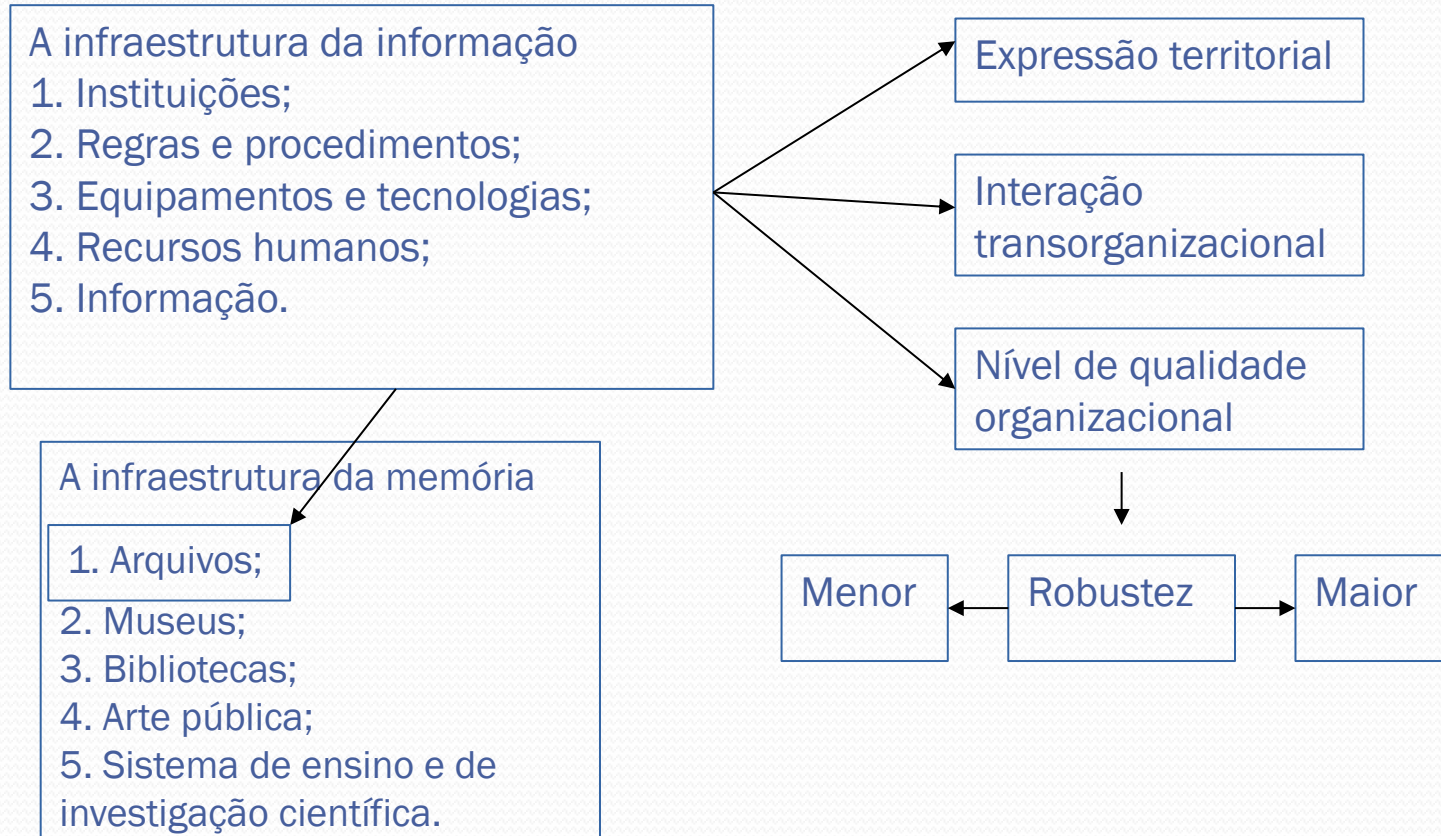 A infraestrutura da informação
1. Instituições;
2. Regras e procedimentos;
3. Equipamentos e tecnologias;
4. Recursos humanos;
5. Informação.
Expressão territorial
Interação
transorganizacional
Nível de qualidade
organizacional
A infraestrutura da memória
1. Arquivos;
2. Museus;
3. Bibliotecas;
4. Arte pública;
5. Sistema de ensino e de
investigação científica.
Menor
Robustez
Maior